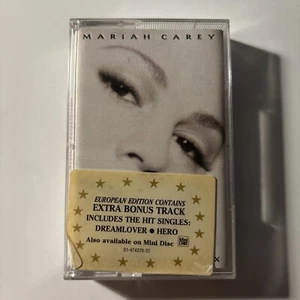 MARIAH CAREY
EUROPEAN EDITION CONTAINS
EXTRA BONUS TRACK
INCLUDES THE HIT SINGLES:
DREAMLOVER ● HERO
Also available on Mini Disc
X